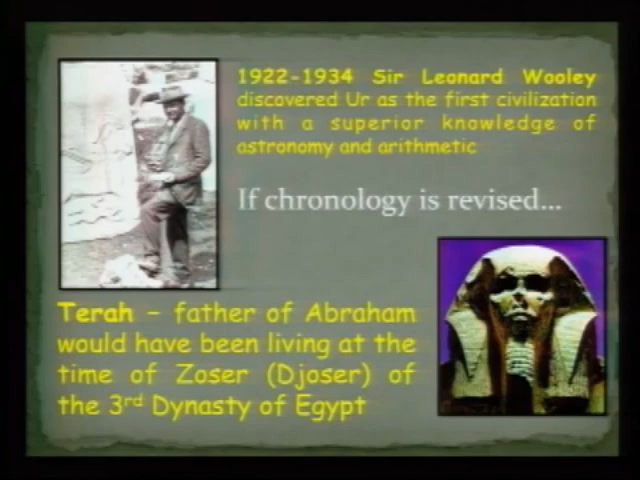 1922-1934 Sir Leonard Wooley
discovered Ur as the first civilization
with a superior knowledge of
astronomy and arithmetic
If chronology is revised...
Terah – father of Abraham
would have been living at the
time of Zoser (Djoser) of
the 3rd Dynasty of Egypt